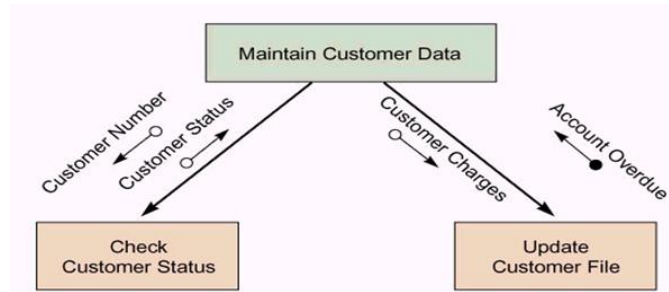 Maintain Customer Data
Customer Number
Customer Status
Customer Charges
Account Overdue
Check
Customer Status
Update
Customer File